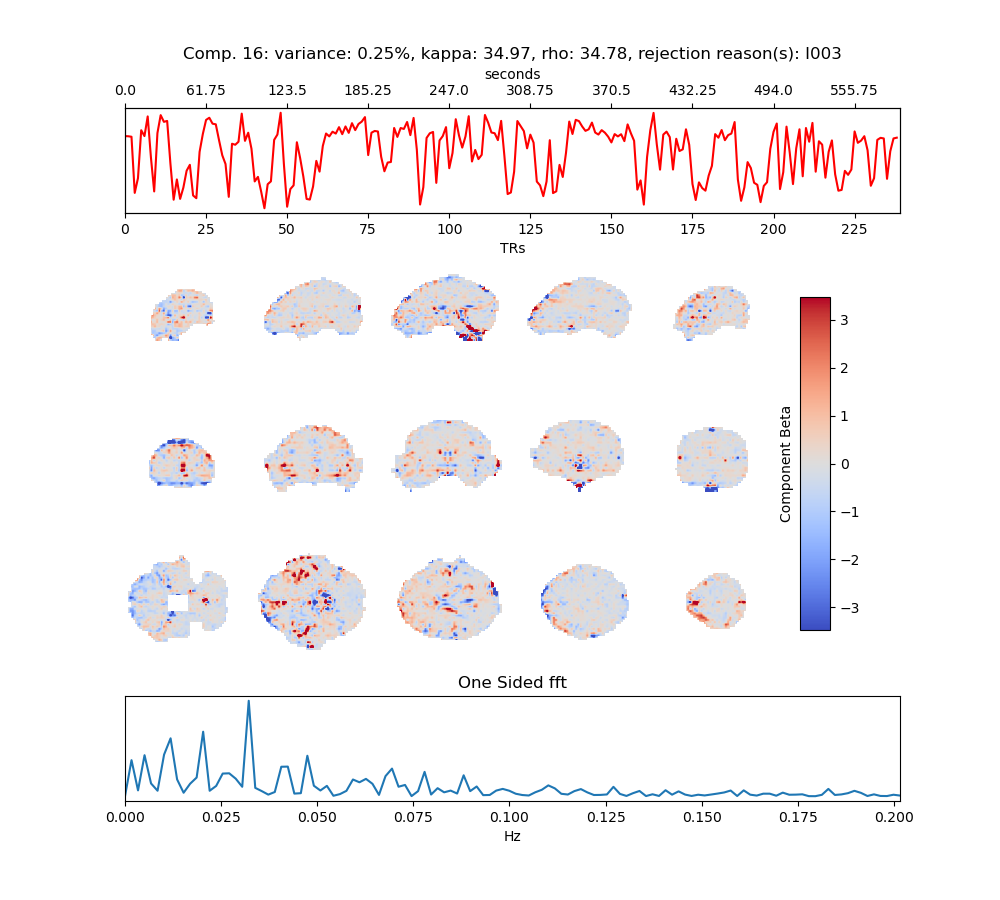 Comp. 16: variance: 0.25%, kappa: 34.97, rho: 34.78, rejection reason(s): I003
seconds
0.0 61.75 123.5 185.25 247.0 308.75 370.5 432.25 494.0 555.75
0 25 50 75 100 125 150 175 200 225
TRs
3
2
1
0
−1
−2
−3
Component Beta
One Sided fft
0.000 0.025 0.050 0.075 0.100 0.125 0.150 0.175 0.200
Hz